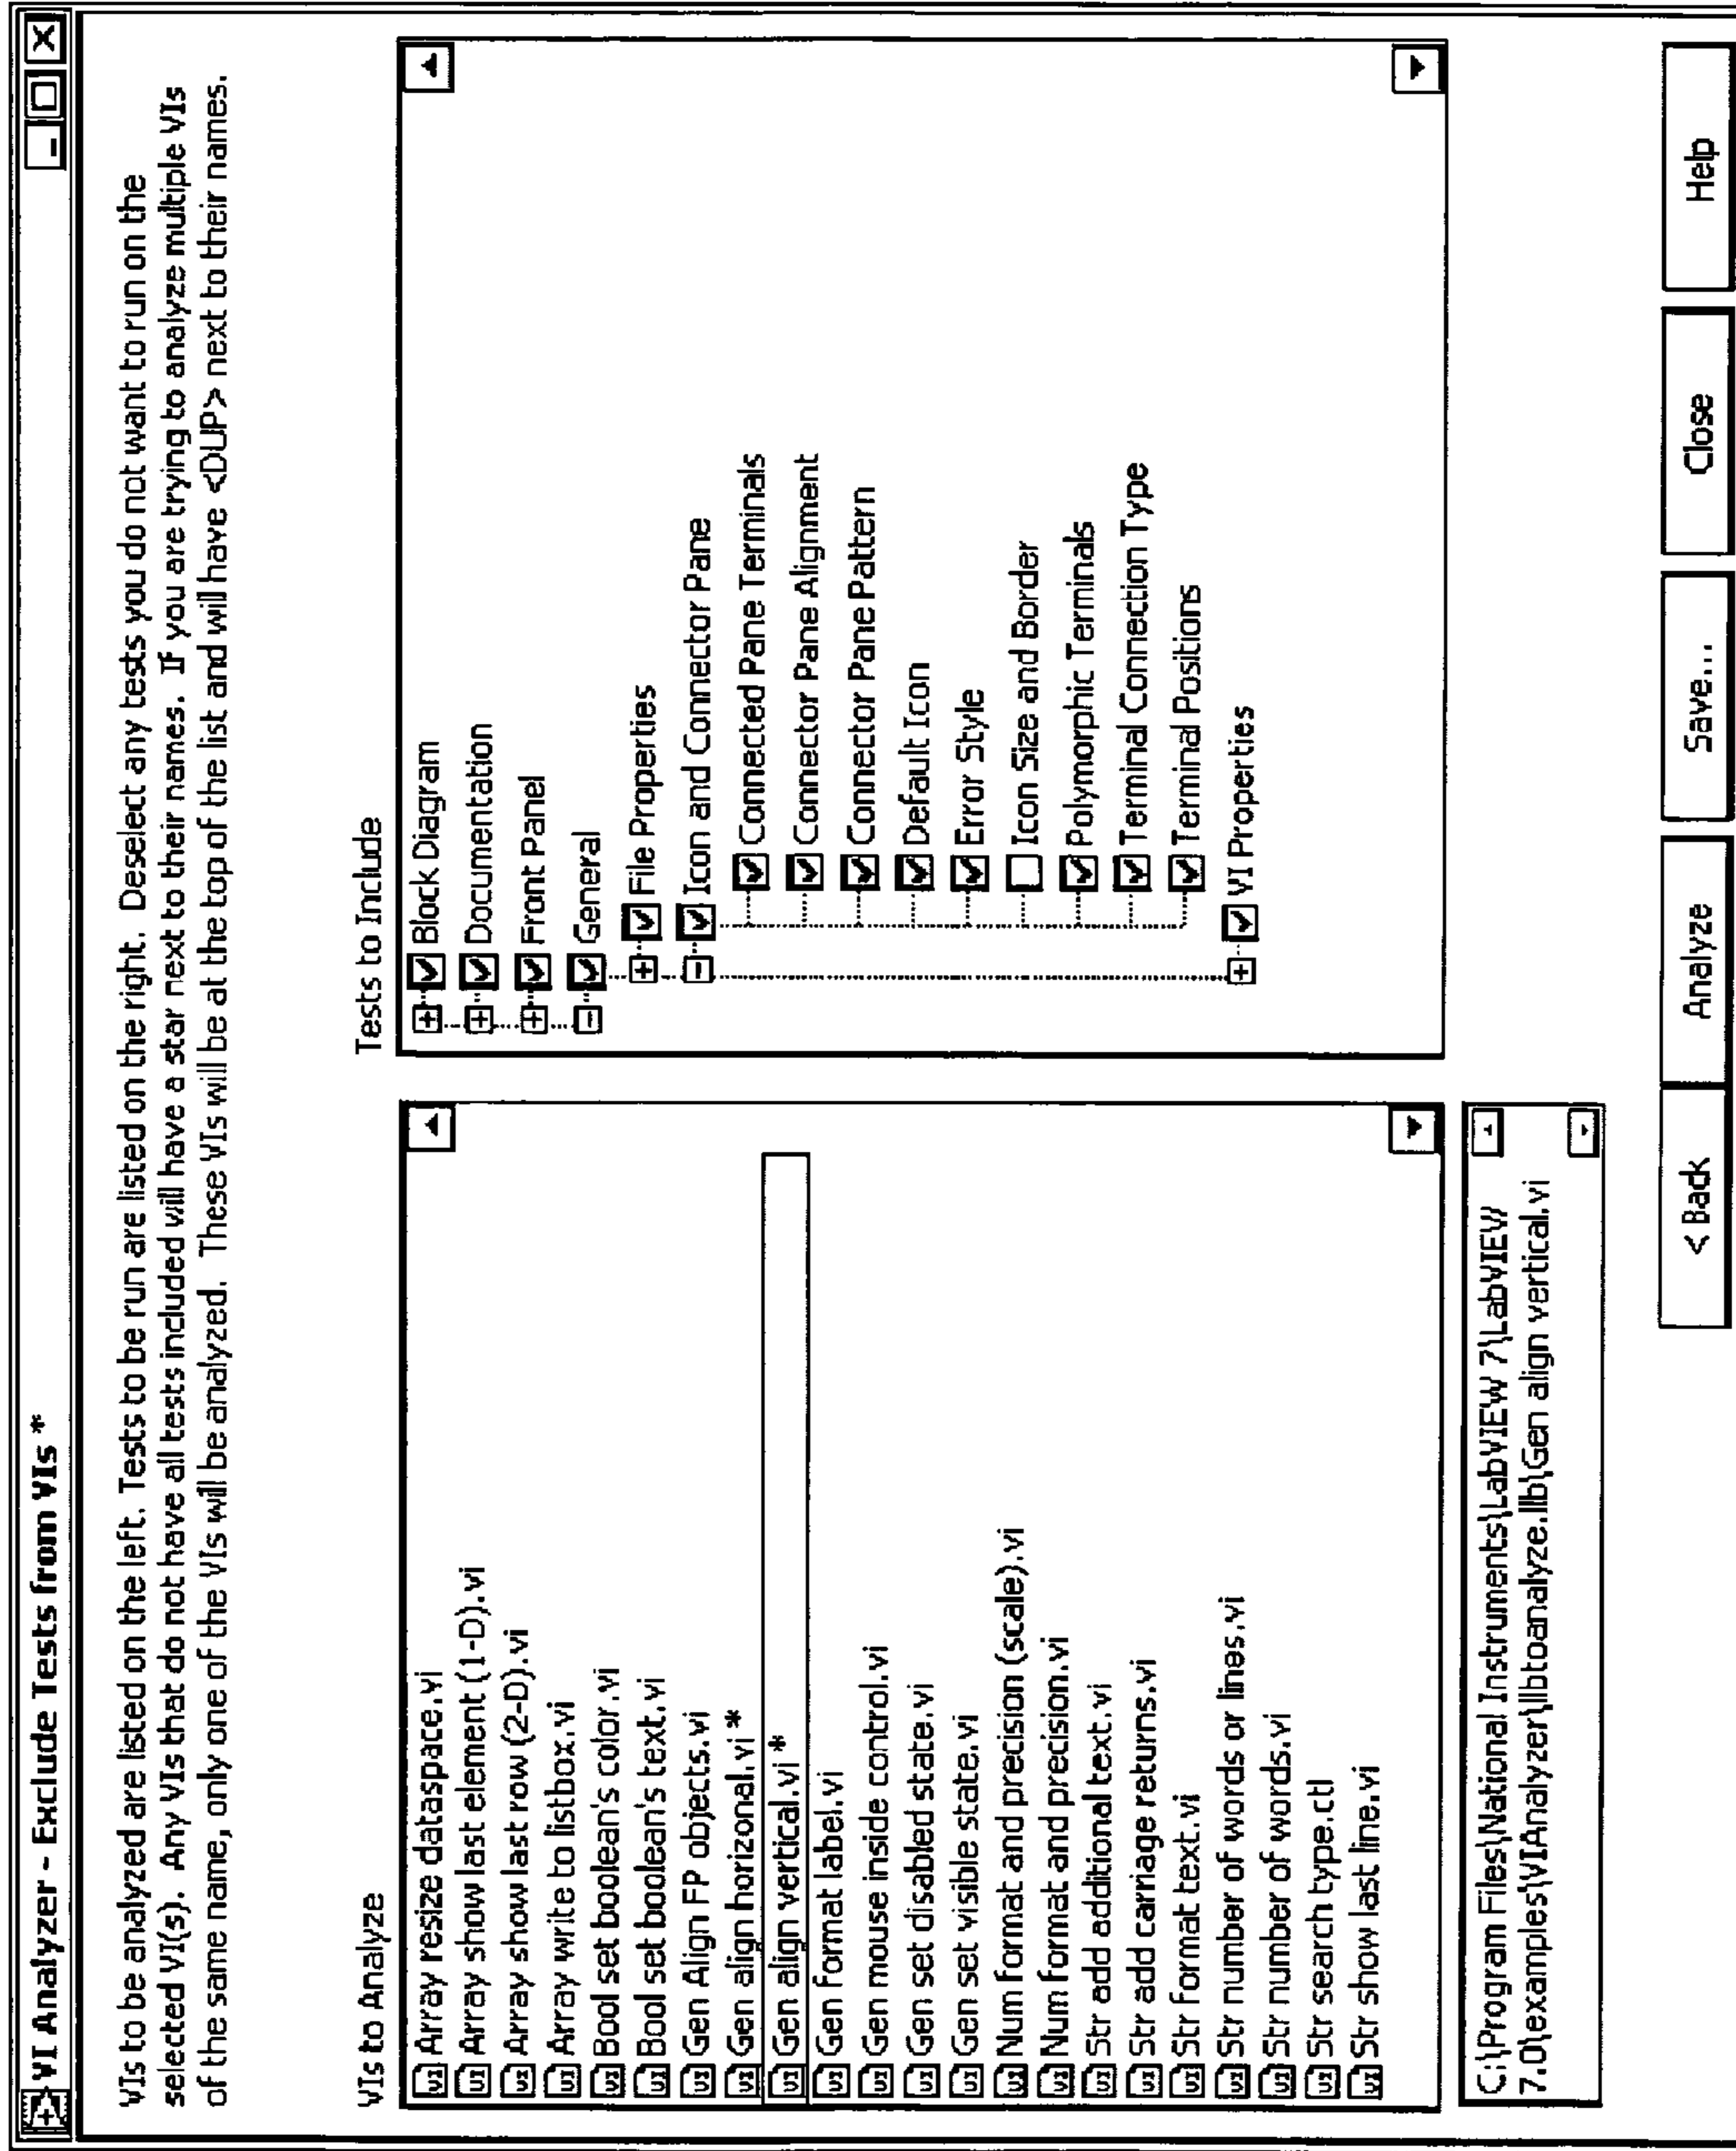 VI Analyzer - Exclude Tests from VIs *
VIs to be analyzed are listed on the left. Tests to be run are listed on the right. Deselect any tests you do not want to run on the
selected VI(s). Any VIs that do not have all tests included will have a star next to their names. If you are trying to analyze multiple VIs
of the same name, only one of the VIs will be analyzed. These VIs will be at the top of the list and will have <DUP> next to their names.
VIs to Analyze
Array resize dataspace.vi
Array show last element (1-D).vi
Array show last row (2-D).vi
Array write to listbox.vi
Bool set boolean's color.vi
Bool set boolean's text.vi
Gen Align FP objects.vi
Gen align horizonal.vi *
Gen align vertical.vi *
Gen format label.vi
Gen mouse inside control.vi
Gen set disabled state.vi
Gen set visible state.vi
Num format and precision (scale).vi
Num format and precision.vi
Str add additional text.vi
Str add carriage returns.vi
Str format text.vi
Str number of words or lines.vi
Str number of words.vi
Str search type.ctl
Str show last line.vi
C:\Program Files\National Instruments\LabVIEW 7\LabVIEW
7.0\examples\VIAnalyzer\llbtoanalyze.llb\Gen align vertical.vi
Tests to Include
Block Diagram
Documentation
Front Panel
General
File Properties
Icon and Connector Pane
Connected Pane Terminals
Connector Pane Alignment
Connector Pane Pattern
Default Icon
Error Style
Icon Size and Border
Polymorphic Terminals
Terminal Connection Type
Terminal Positions
VI Properties
< Back
Analyze
Save...
Close
Help